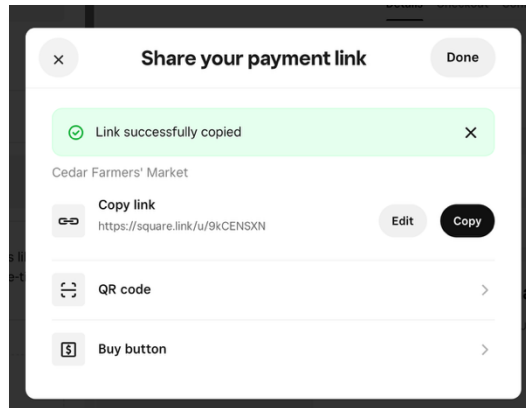 Share your payment link
Done
Link successfully copied
Cedar Farmers' Market
Copy link
https://square.link/u/9kCENSXN
Edit
Copy
QR code
Buy button